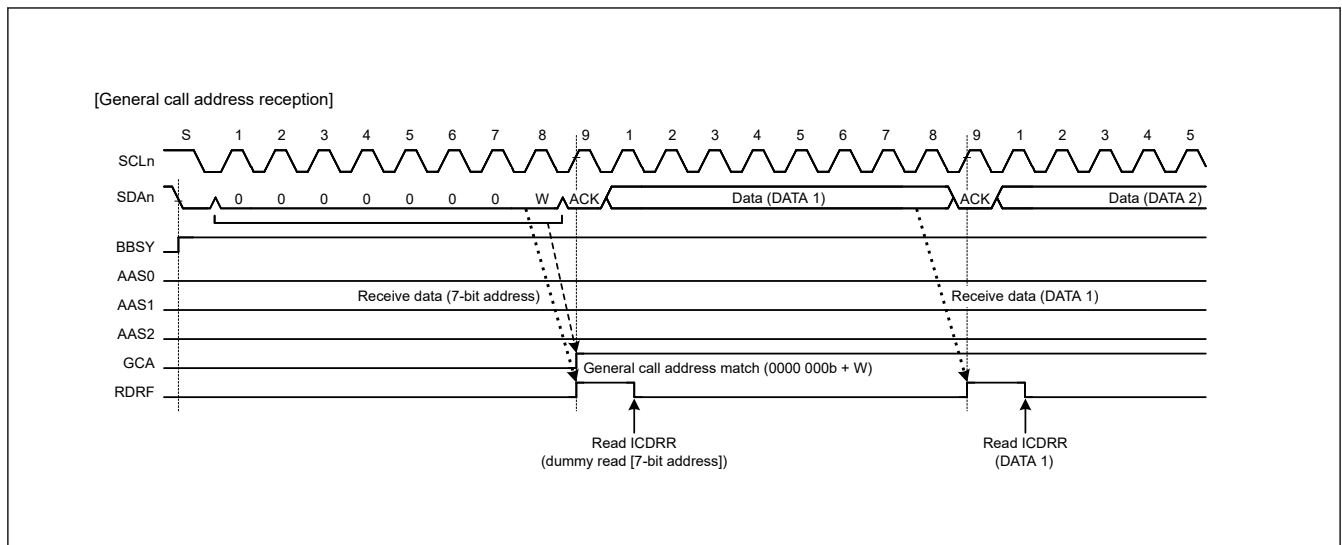 [General call address reception]
S 1 2 3 4 5 6 7 8 9 1 2 3 4 5 6 7 8 9 1 2 3 4 5
SCLn
SDAn 0 0 0 0 0 0 0 W ACK Data (DATA 1) ACK Data (DATA 2)
BBSY
AAS0
Receive data (7-bit address) Receive data (DATA 1)
AAS1
AAS2
GCA
General call address match (0000 000b + W)
RDRF
Read ICDRR
(dummy read [7-bit address])
Read ICDRR
(DATA 1)